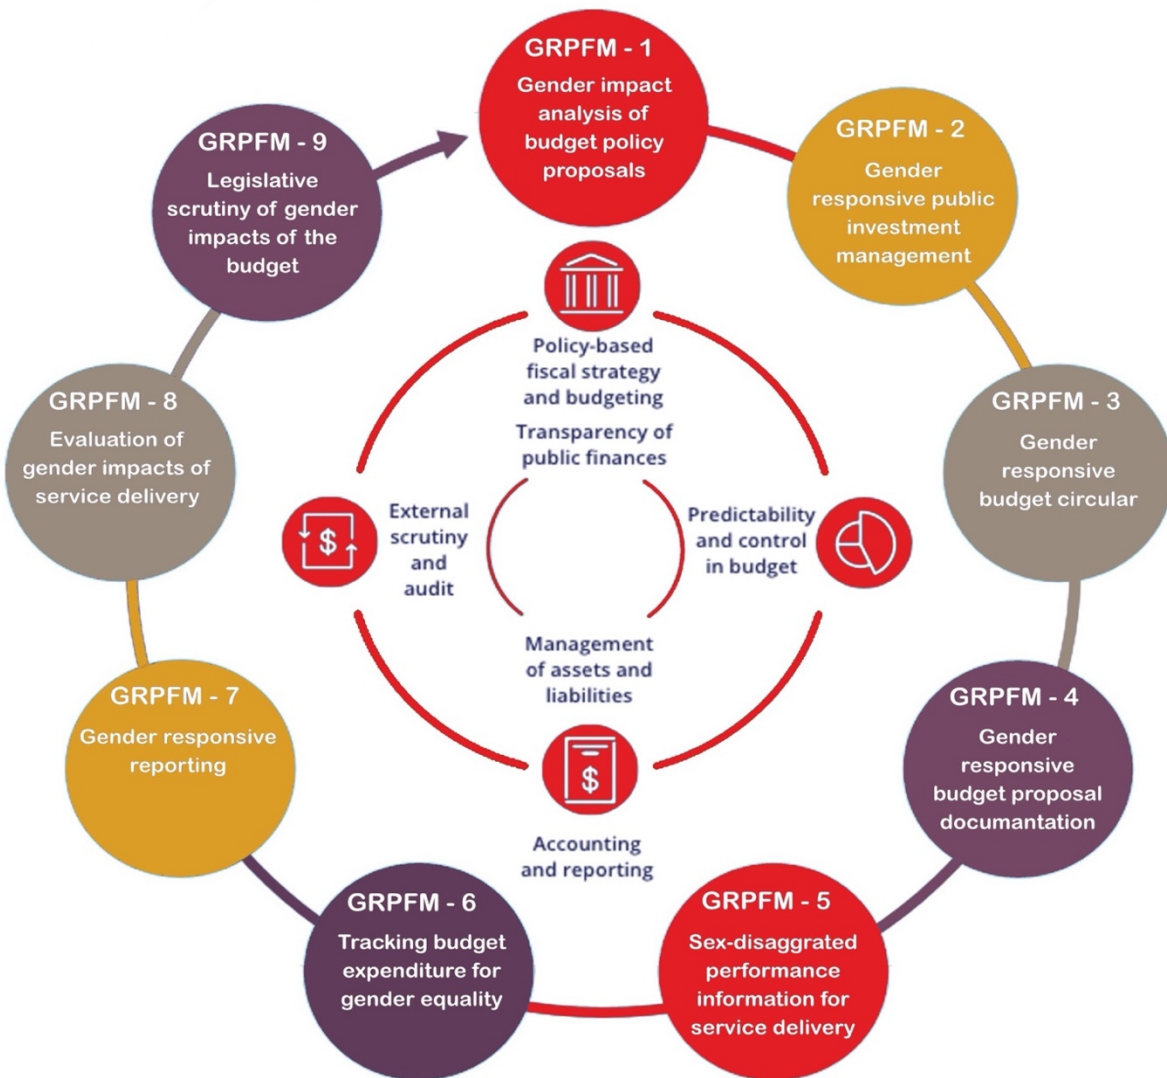 GRPFM - 1
Gender impact
analysis of
budget policy
proposals
GRPFM - 2
Gender
responsive public
investment
management
GRPFM - 3
Gender
responsive
budget circular
GRPFM - 4
Gender
responsive
budget proposal
documantation
GRPFM - 5
Sex-disaggrated
performance
information for
service delivery
GRPFM - 6
Tracking budget
expenditure for
gender equality
GRPFM - 7
Gender responsive
reporting
GRPFM - 8
Evaluation of
gender impacts of
service delivery
GRPFM - 9
Legislative
scrutiny of gender
impacts of the
budget
Policy-based
fiscal strategy
and budgeting
Transparency of
public finances
Predictability
and control
in budget
Management
of assets and
liabilities
$
Accounting
and reporting
$
External
scrutiny
and
audit